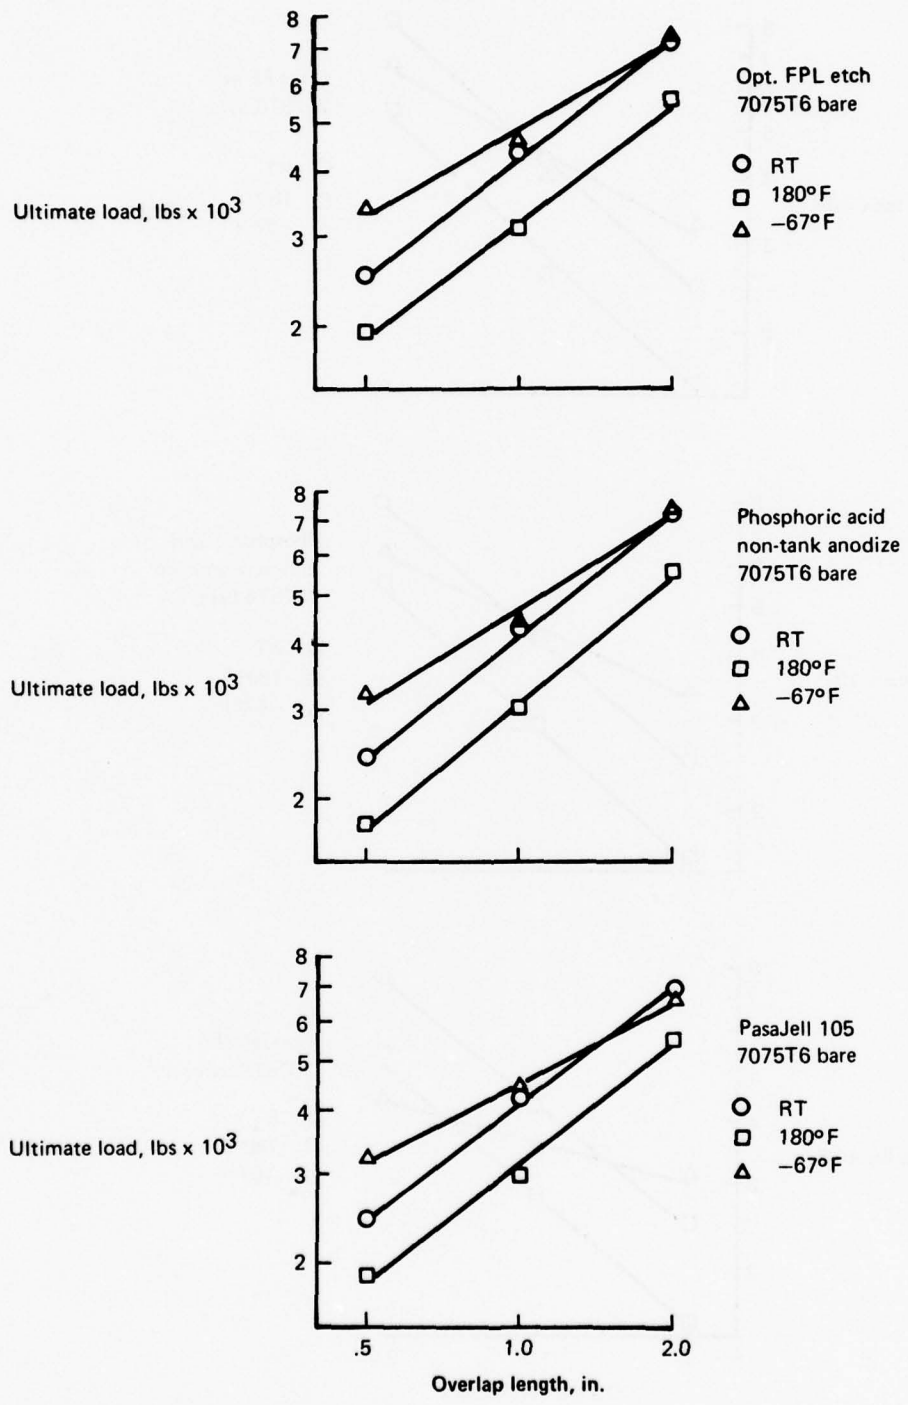 8
7
6
5
4
3
2
Ultimate load, lbs x 10³
Opt. FPL etch
7075T6 bare
RT
180°F
−67°F
8
7
6
5
4
3
2
Ultimate load, lbs x 10³
Phosphoric acid
non-tank anodize
7075T6 bare
RT
180°F
−67°F
8
7
6
5
4
3
2
Ultimate load, lbs x 10³
PasaJell 105
7075T6 bare
RT
180°F
−67°F
.5 1.0 2.0
Overlap length, in.